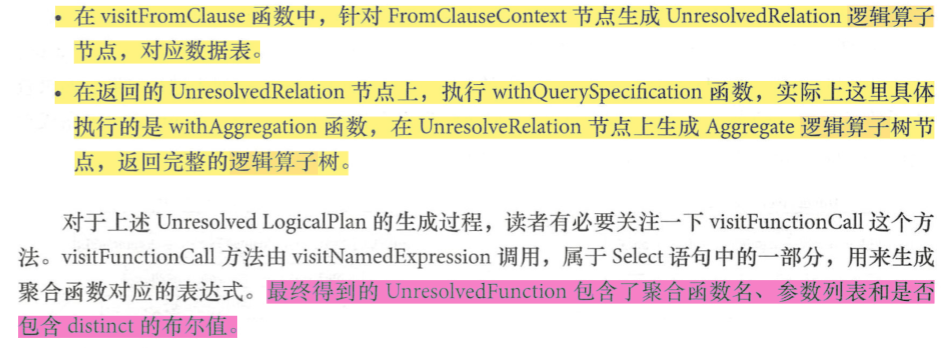 • 在 visitFromClause 函数中，针对 FromClauseContext 节点生成 UnresolvedRelation 逻辑算子
节点，对应数据表。
• 在返回的 UnresolvedRelation 节点上，执行 withQuerySpecification 函数，实际上这里具体
执行的是 withAggregation 函数，在 UnresolveRelation 节点上生成 Aggregate 逻辑算子树节
点，返回完整的逻辑算子树。
对于上述 Unresolved LogicalPlan 的生成过程，读者有必要关注一下 visitFunctionCall 这个方
法。visitFunctionCall 方法由 visitNamedExpression 调用，属于 Select 语句中的一部分，用来生成
聚合函数对应的表达式。最终得到的 UnresolvedFunction 包含了聚合函数名、参数列表和是否
包含 distinct 的布尔值。